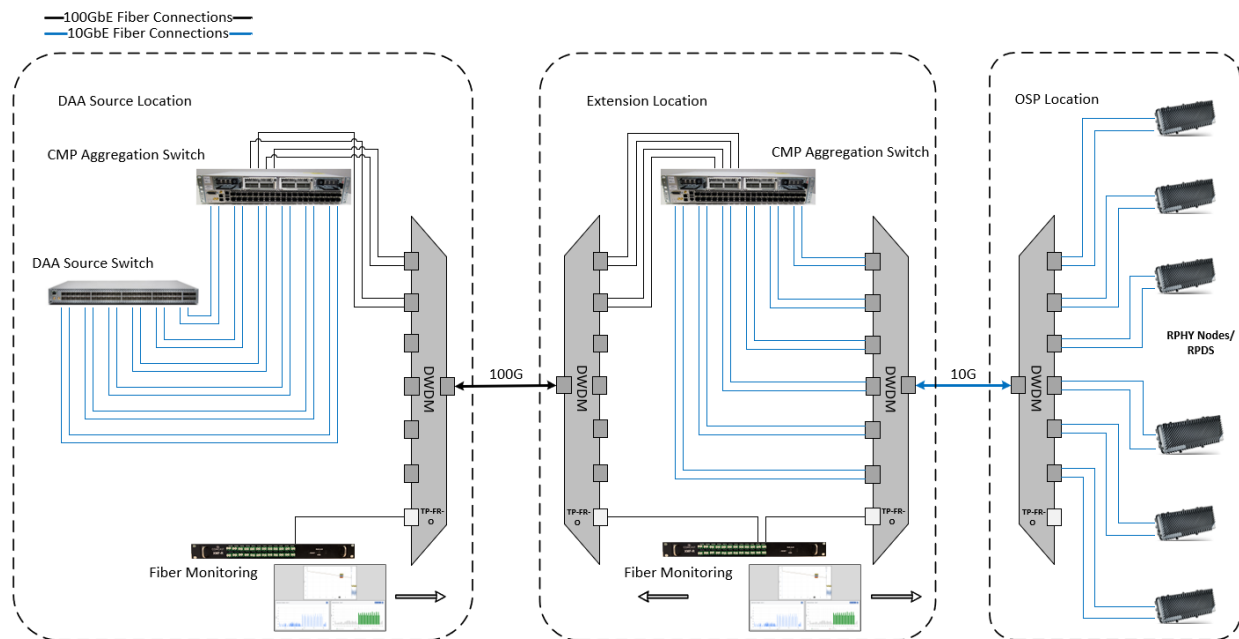 100GbE Fiber Connections
10GbE Fiber Connections
DAA Source Location
CMP Aggregation Switch
DAA Source Switch
DWDM
TP-FR-
O
Fiber Monitoring
100G
Extension Location
CMP Aggregation Switch
DWDM
TP-FR-
O
DWDM
TP-FR-
O
Fiber Monitoring
10G
OSP Location
DWDM
TP-FR-
O
RPHY Nodes/
RPDS